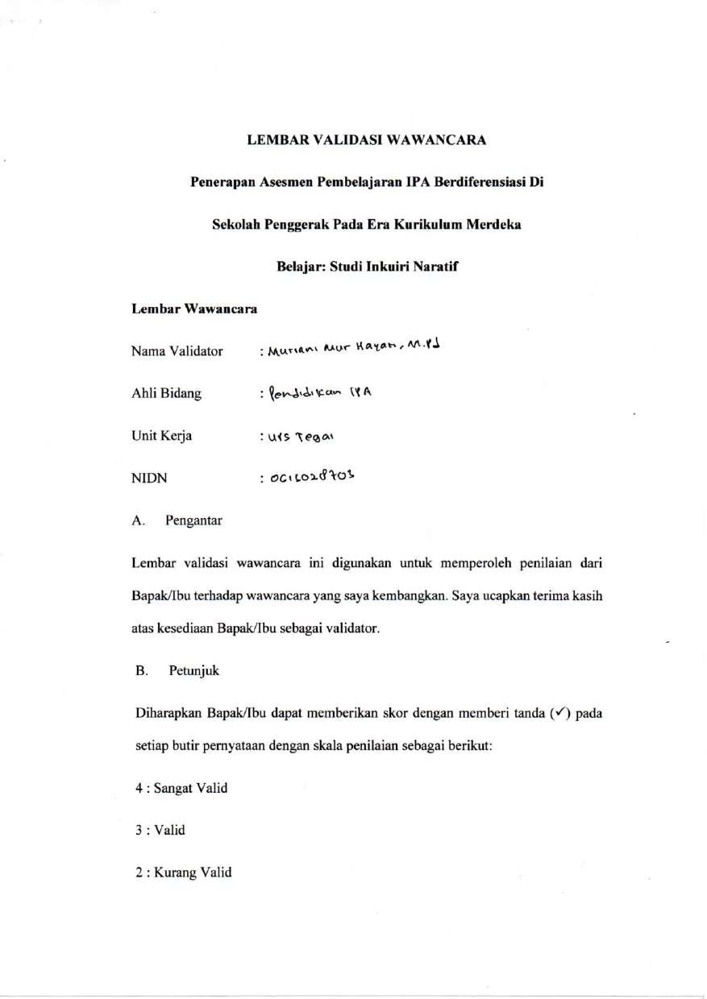 LEMBAR VALIDASI WAWANCARA
Penerapan Asesmen Pembelajaran IPA Berdiferensiasi Di
Sekolah Penggerak Pada Era Kurikulum Merdeka
Belajar: Studi Inkuiri Naratif
Lembar Wawancara
Nama Validator : Muriani Nur Hayati, M.Pd
Ahli Bidang : Pendidikan IPA
Unit Kerja : UPS Tegal
NIDN :
A. Pengantar
Lembar validasi wawancara ini digunakan untuk memperoleh penilaian dari
Bapak/Ibu terhadap wawancara yang saya kembangkan. Saya ucapkan terima kasih
atas kesediaan Bapak/Ibu sebagai validator.
B. Petunjuk
Diharapkan Bapak/Ibu dapat memberikan skor dengan memberi tanda (✓) pada
setiap butir pernyataan dengan skala penilaian sebagai berikut:
4 : Sangat Valid
3 : Valid
2 : Kurang Valid